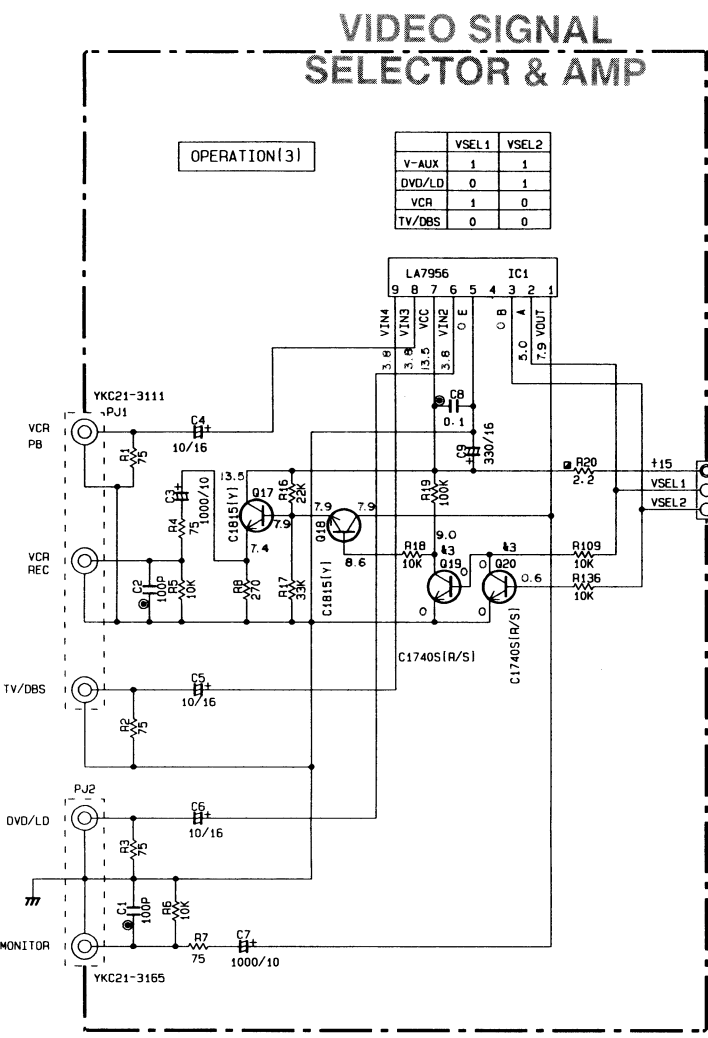 VIDEO SIGNAL
SELECTOR & AMP
OPERATION(3)
VSEL1 VSEL2
V-AUX 1 1
DVD/LD 0 1
VCR 1 0
TV/DBS 0 0
LA7956 IC1
9 8 7 6 5 4 3 2 1
VIN4 VIN3 VCC VIN2 0 E 0 B A VOUT
3.8 3.8 13.5 3.8 5.0 7.9
YKC21-3111
PJ1
VCR
PB
R1
75
C4
+
10/16
C8
0.1
C9
+
330/16
C3
+
1000/10
R4
75
13.5
C1815(Y)
Q17
7.9
7.4
R16
22K
7.9
Q18
7.9
8.6
R19
100K
R20
2.2
+15
VSEL1
VSEL2
VCR
REC
C2
100P
R5
10K
R8
270
R17
33K
C1815(Y)
R18
10K
9.0
&3
Q19
0
0
&3
0
Q20
0.6
0
R109
10K
R136
10K
C1740S(R/S)
C1740S(R/S)
TV/DBS
C5
+
10/16
R2
75
PJ2
DVD/LD
C6
+
10/16
R3
75
C1
100P
R6
10K
MONITOR
R7
75
C7
+
1000/10
YKC21-3165